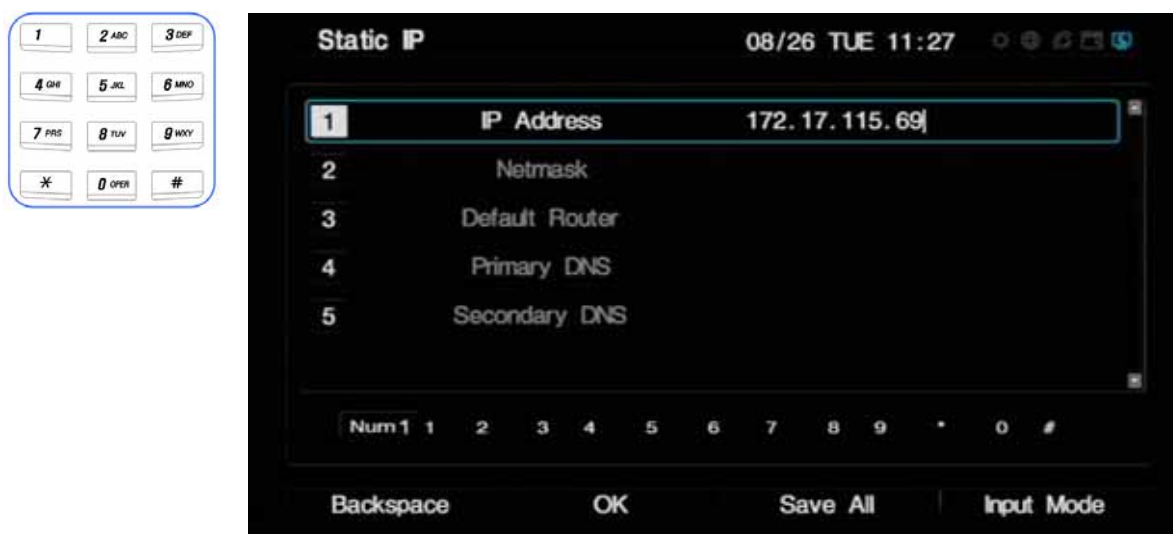 1 2 ABC 3 DEF
4 GHI 5 JKL 6 MNO
7 PRS 8 TUV 9 WXY
* 0 OPER #
Static IP 08/26 TUE 11:27
1 IP Address 172.17.115.69
2 Netmask
3 Default Router
4 Primary DNS
5 Secondary DNS
Num1 1 2 3 4 5 6 7 8 9 * 0 #
Backspace OK Save All Input Mode